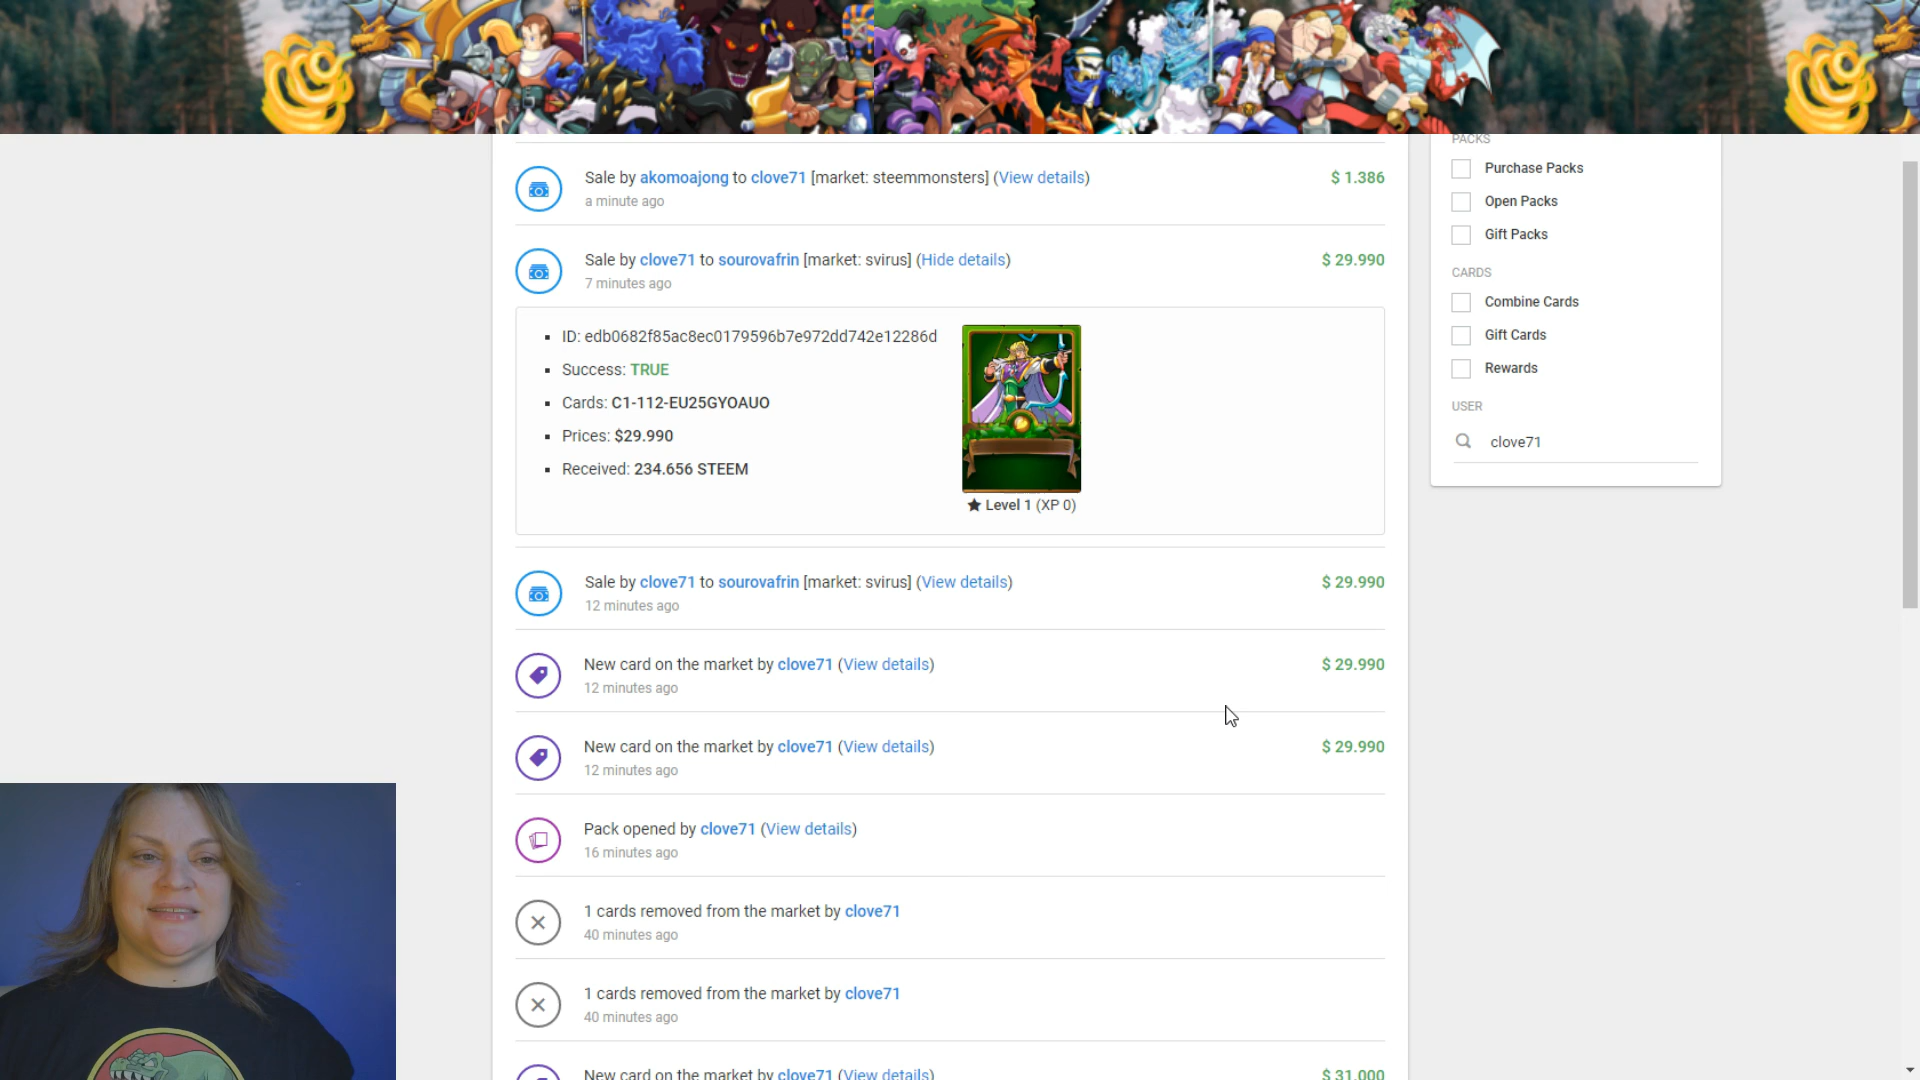 PACKS
Purchase Packs
Open Packs
Gift Packs
CARDS
Combine Cards
Gift Cards
Rewards
USER
clove71
Sale by akomoajong to clove71 [market: steemmonsters] (View details)
$ 1.386
a minute ago
Sale by clove71 to sourovafrin [market: svirus] (Hide details)
$ 29.990
7 minutes ago
ID: edb0682f85ac8ec0179596b7e972dd742e12286d
Success: TRUE
Cards: C1-112-EU25GYOAUO
Prices: $29.990
Received: 234.656 STEEM
Level 1 (XP 0)
Sale by clove71 to sourovafrin [market: svirus] (View details)
$ 29.990
12 minutes ago
New card on the market by clove71 (View details)
$ 29.990
12 minutes ago
New card on the market by clove71 (View details)
$ 29.990
12 minutes ago
Pack opened by clove71 (View details)
16 minutes ago
1 cards removed from the market by clove71
40 minutes ago
1 cards removed from the market by clove71
40 minutes ago
New card on the market by clove71 (View details)
$ 31.000